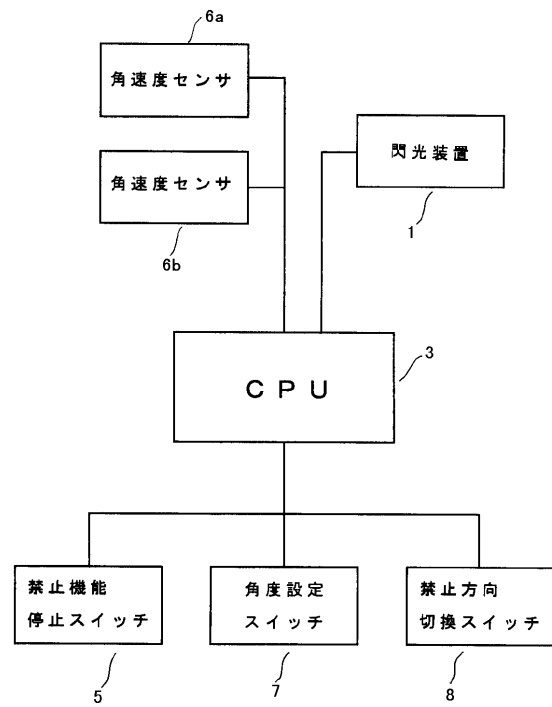 6a
角速度センサ
角速度センサ
6b
閃光装置
1
CPU
3
禁止機能
停止スイッチ
5
角度設定
スイッチ
7
禁止方向
切換スイッチ
8